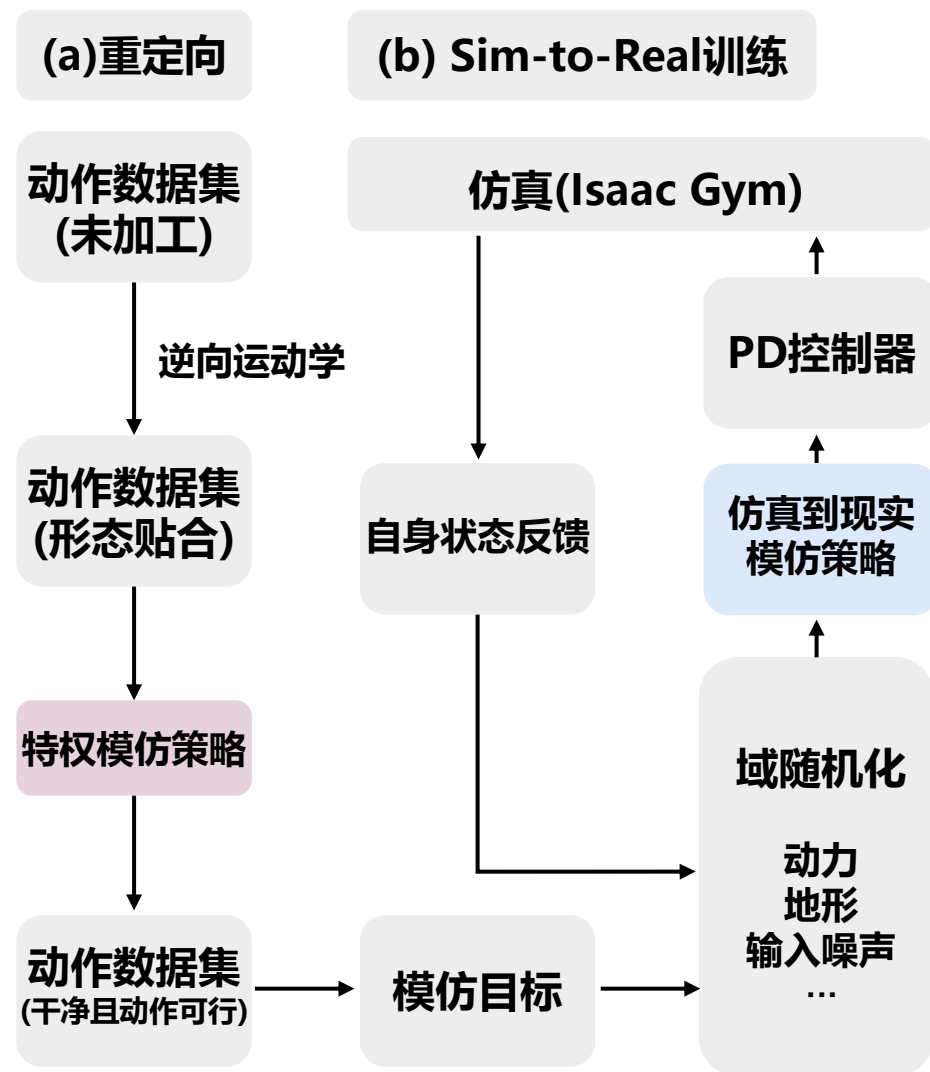 (a)重定向
(b) Sim-to-Real训练
动作数据集
(未加工)
逆向运动学
动作数据集
(形态贴合)
特权模仿策略
动作数据集
(干净且动作可行)
模仿目标
仿真(Isaac Gym)
自身状态反馈
PD控制器
仿真到现实
模仿策略
域随机化
动力
地形
输入噪声
...